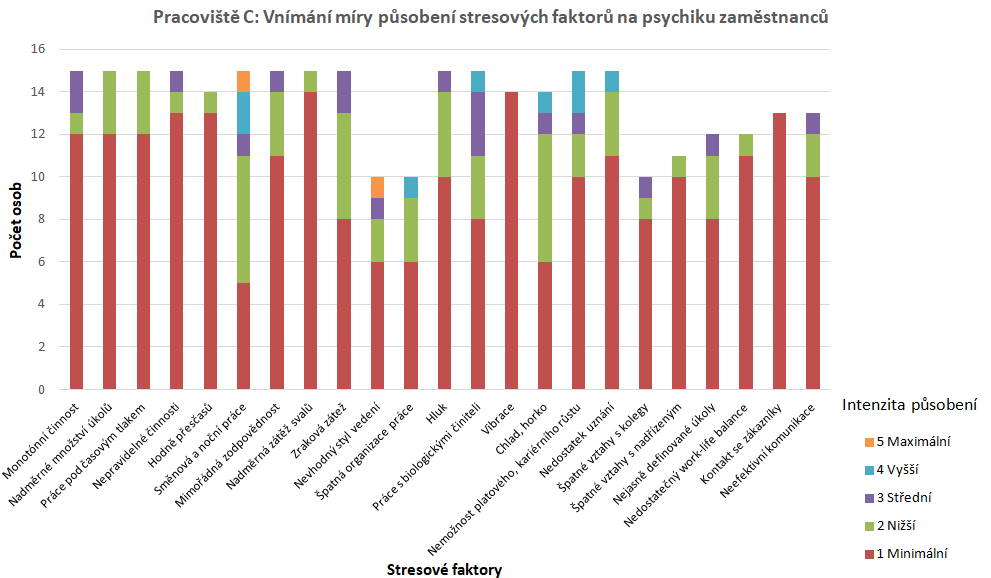 Pracoviště C: Vnímání míry působení stresových faktorů na psychiku zaměstnanců
Počet osob
16
14
12
10
8
6
4
2
0
Monotónní činnost
Nadměrné množství úkolů
Práce pod časovým tlakem
Nepravidelné činnosti
Hodně přesčasů
Směnová a noční práce
Mimořádná zodpovědnost
Nadměrná zátěž svalů
Zraková zátěž
Nevhodný styl vedení
Špatná organizace práce
Hluk
Práce s biologickými činiteli
Vibrace
Chlad, horko
Nemožnost platového, kariérního růstu
Nedostatek uznání
Špatné vztahy s kolegy
Špatné vztahy s nadřízeným
Nejasně definované úkoly
Nedostatečný work-life balance
Kontakt se zákazníky
Neefektivní komunikace
Stresové faktory
Intenzita působení
5 Maximální
4 Vyšší
3 Střední
2 Nižší
1 Minimální